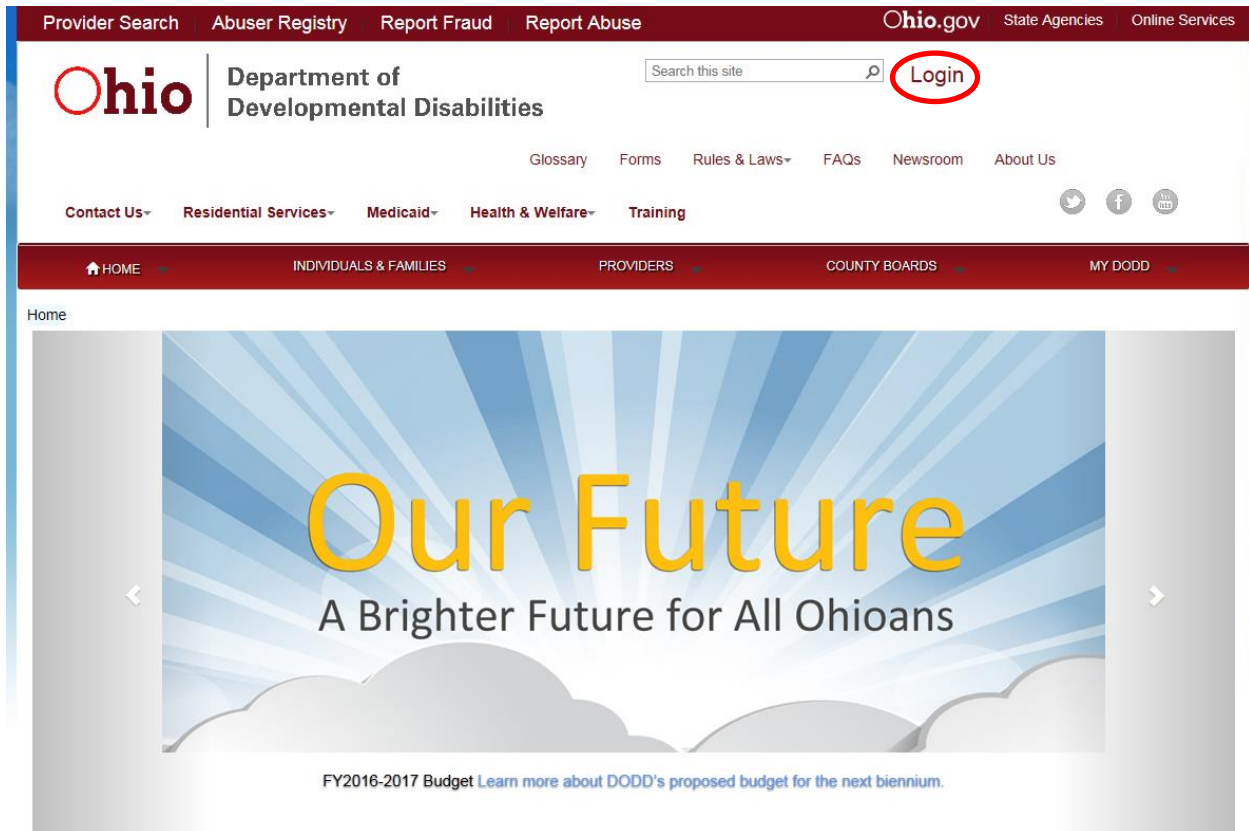 Provider Search Abuser Registry Report Fraud Report Abuse Ohio.gov State Agencies Online Services
Ohio Department of
Developmental Disabilities
Search this site Login
Glossary Forms Rules & Laws FAQs Newsroom About Us
Contact Us Residential Services Medicaid Health & Welfare Training
HOME INDIVIDUALS & FAMILIES PROVIDERS COUNTY BOARDS MY DODD
Home
Our Future
A Brighter Future for All Ohioans
FY2016-2017 Budget Learn more about DODD's proposed budget for the next biennium.